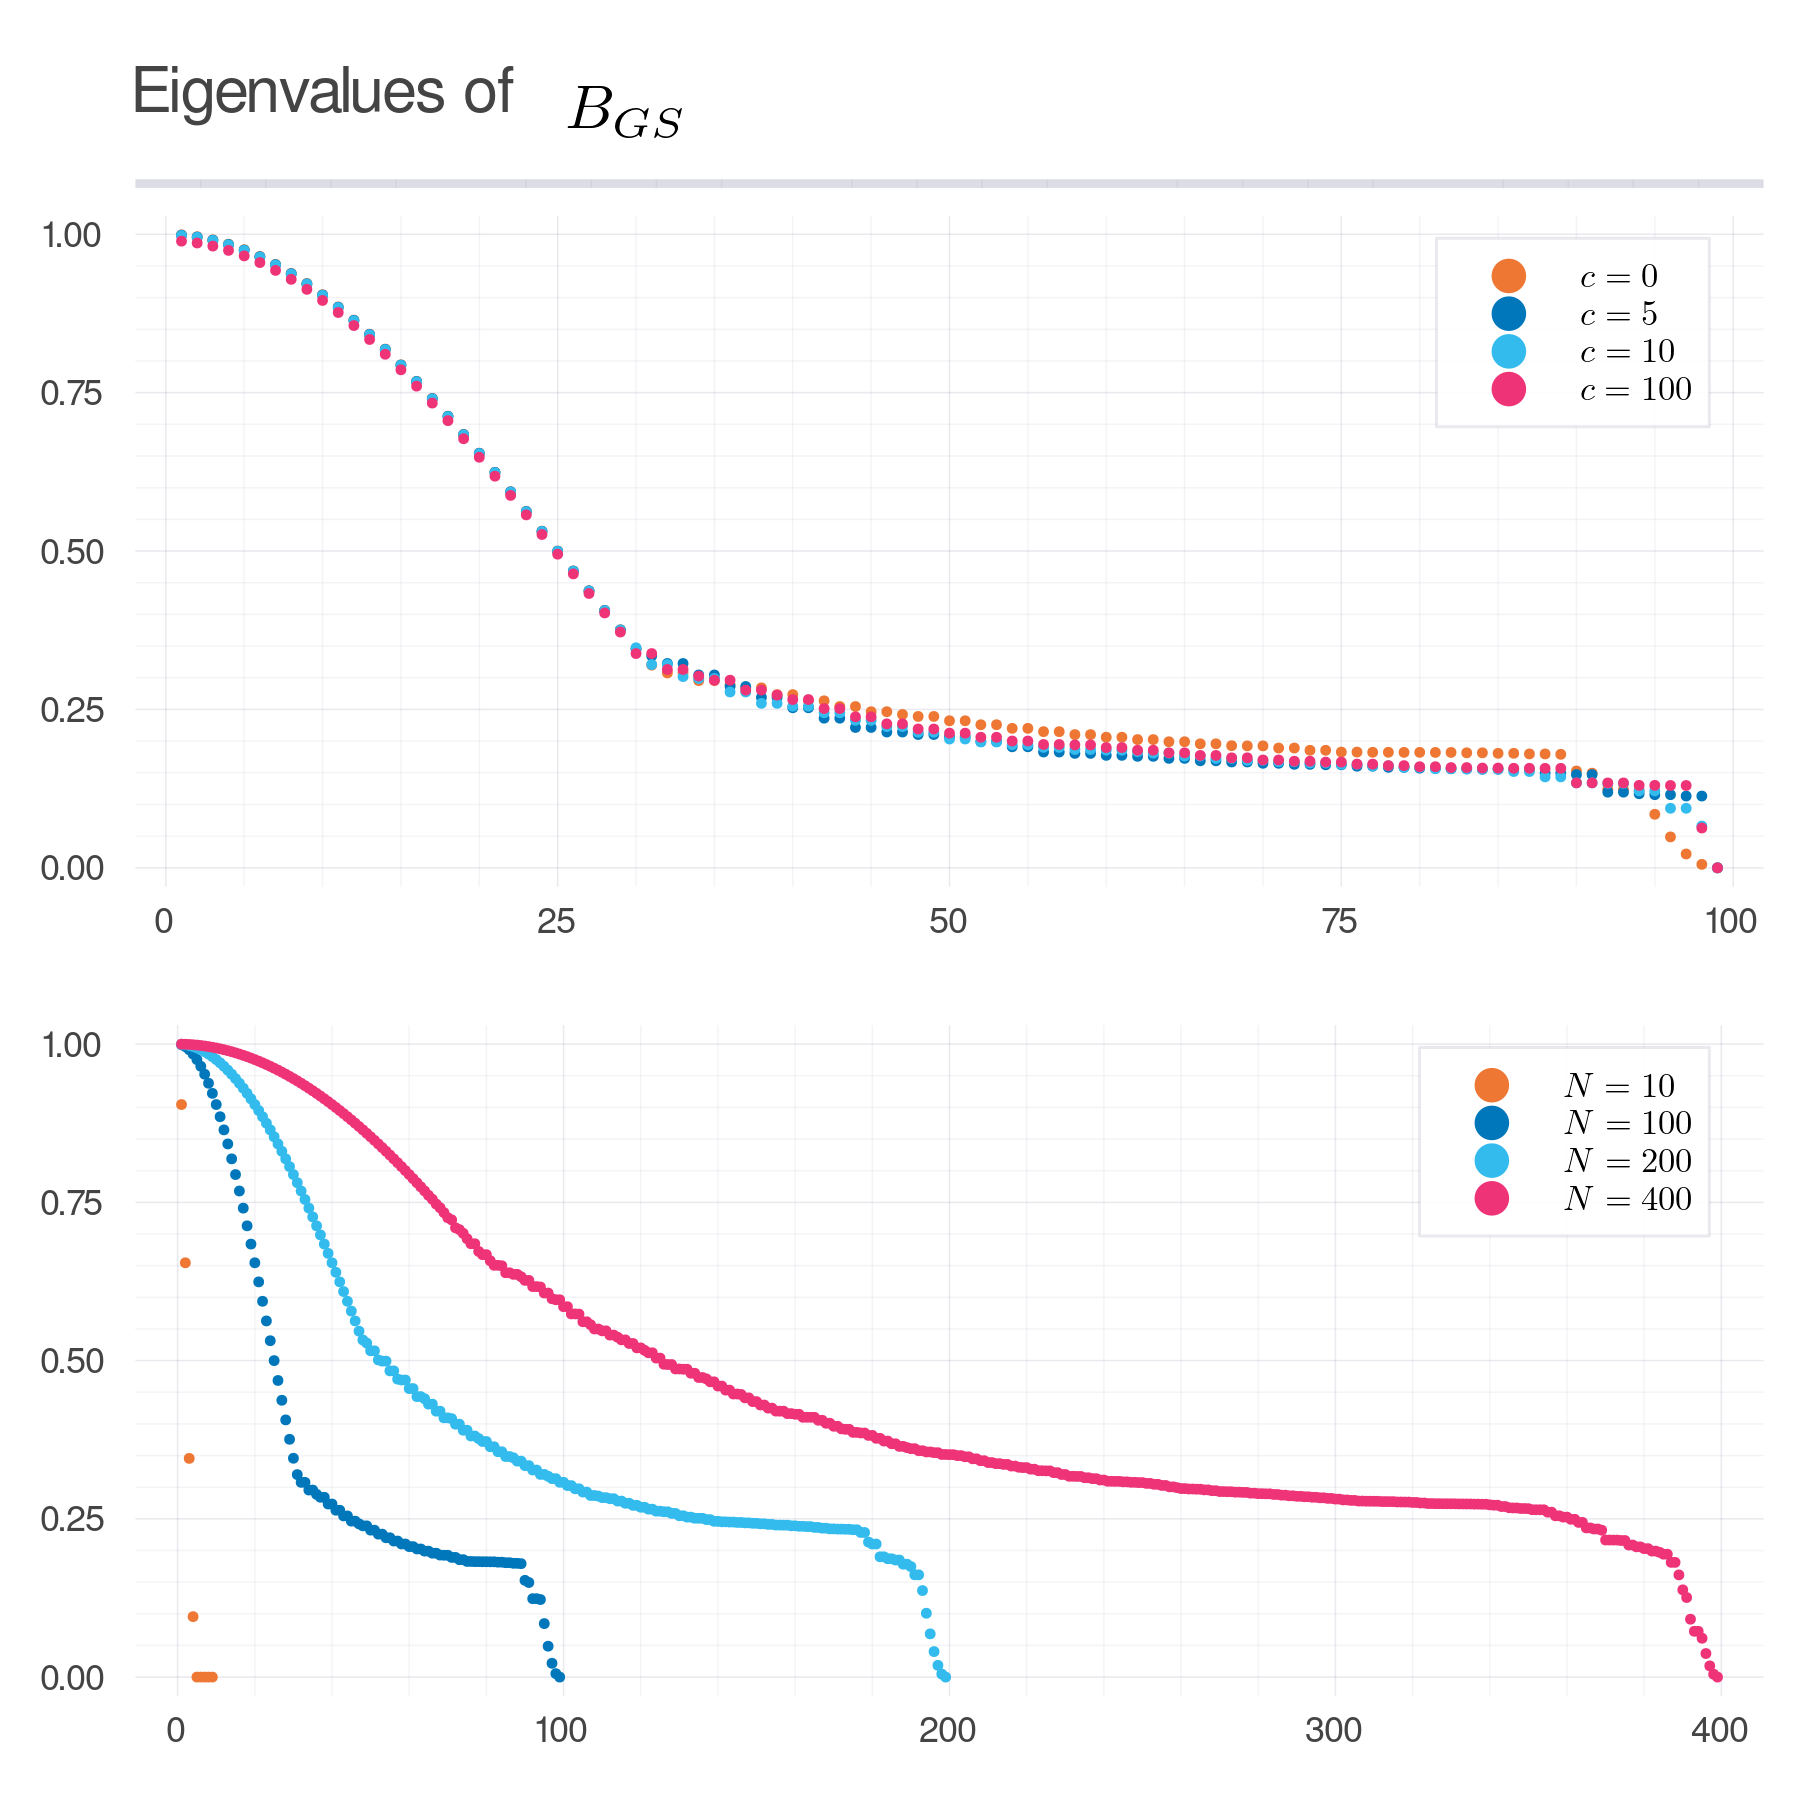 Eigenvalues of B_{GS}
1.00
0.75
0.50
0.25
0.00
0 25 50 75 100
c = 0
c = 5
c = 10
c = 100
1.00
0.75
0.50
0.25
0.00
0 100 200 300 400
N = 10
N = 100
N = 200
N = 400